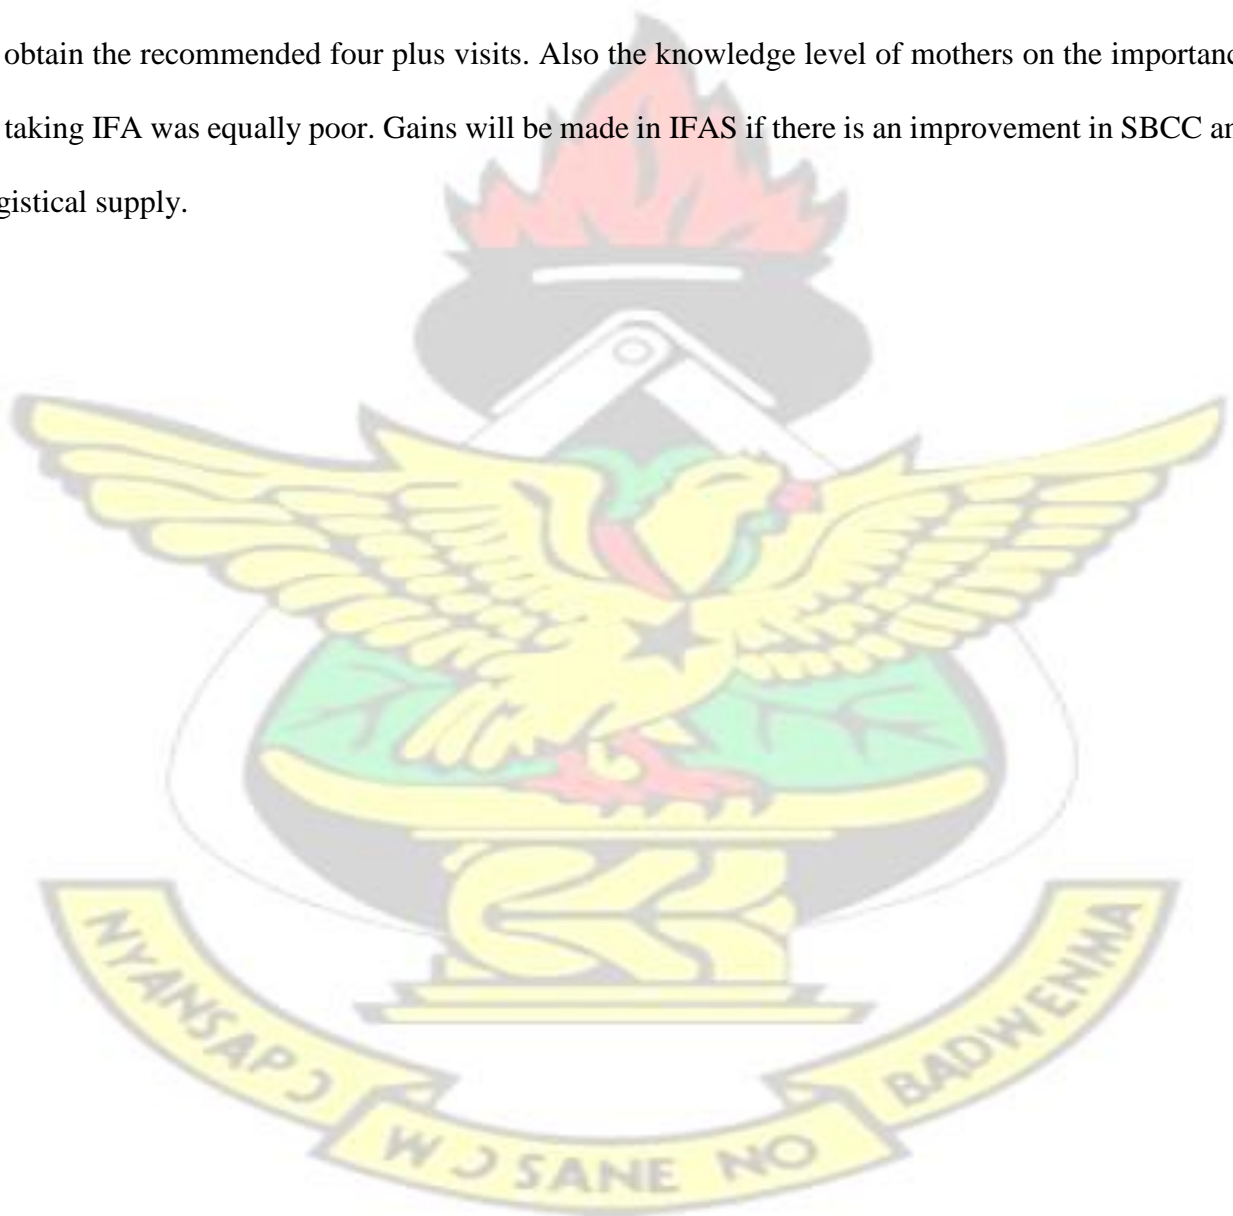 obtain the recommended four plus visits. Also the knowledge level of mothers on the importanc
taking IFA was equally poor. Gains will be made in IFAS if there is an improvement in SBCC an
gistical supply.
NYANSAPƆ
WƆ SANE NO
BADWENMA